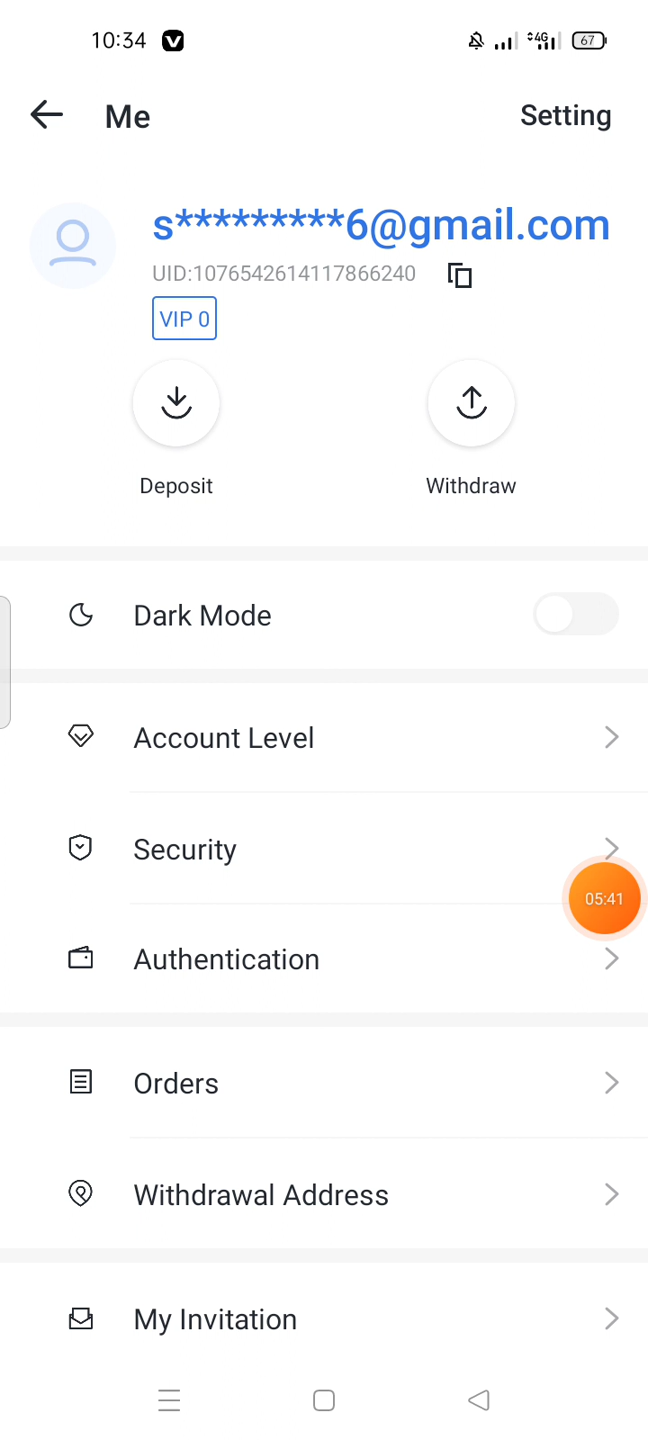 10:34
4G
67
Me
Setting
s*********6@gmail.com
UID:1076542614117866240
VIP 0
Deposit
Withdraw
Dark Mode
Account Level
Security
05:41
Authentication
Orders
Withdrawal Address
My Invitation